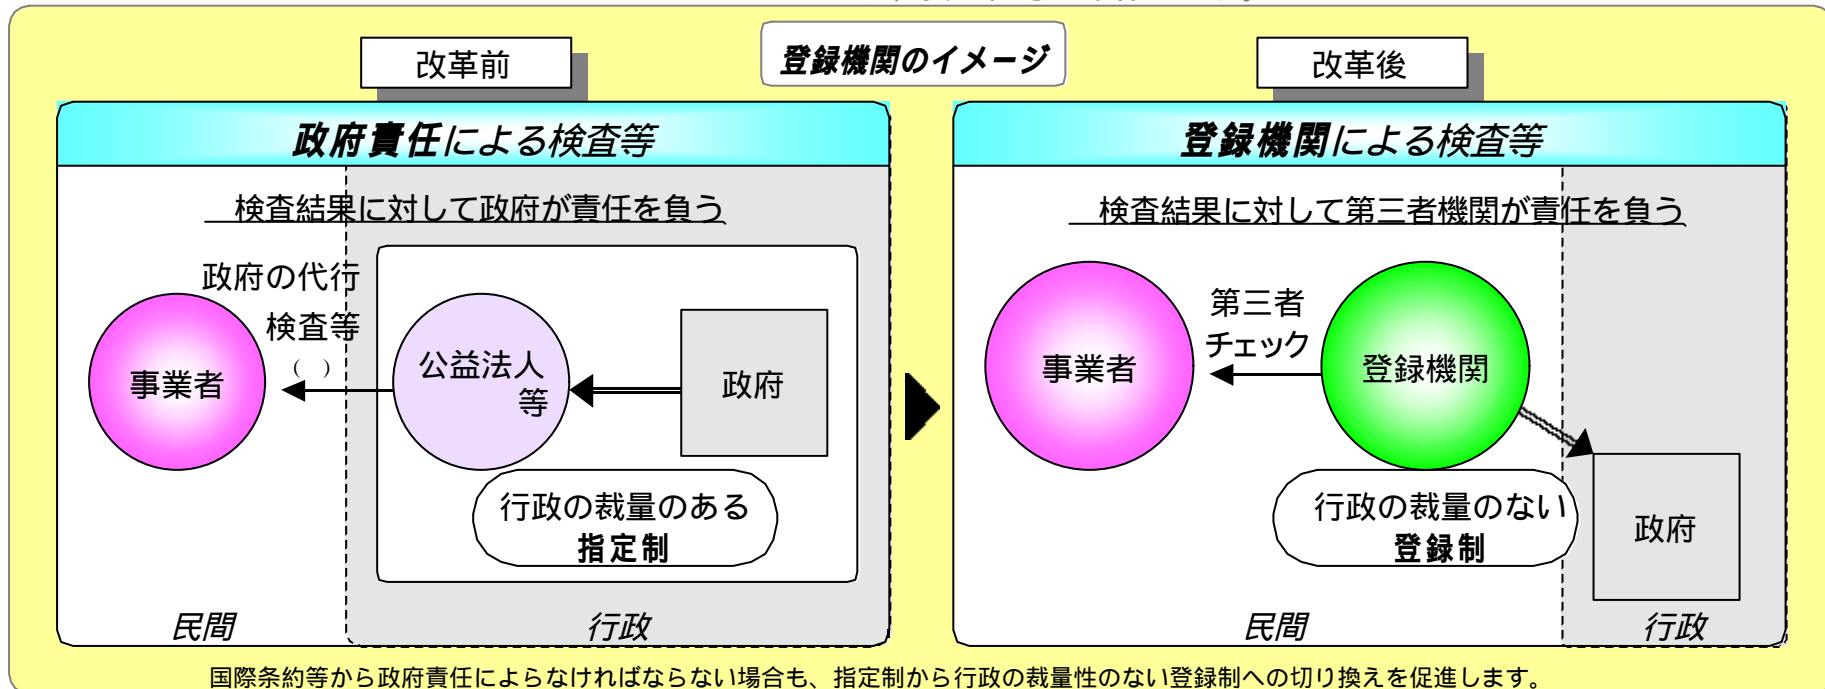 登録機関のイメージ
改革前
政府責任による検査等
検査結果に対して政府が責任を負う
政府の代行
検査等
( )
事業者
公益法人
等
政府
行政の裁量のある
指定制
民間
行政
改革後
登録機関による検査等
検査結果に対して第三者機関が責任を負う
第三者
チェック
事業者
登録機関
行政の裁量のない
登録制
政府
民間
行政
国際条約等から政府責任によらなければならない場合も、指定制から行政の裁量性のない登録制への切り換えを促進します。